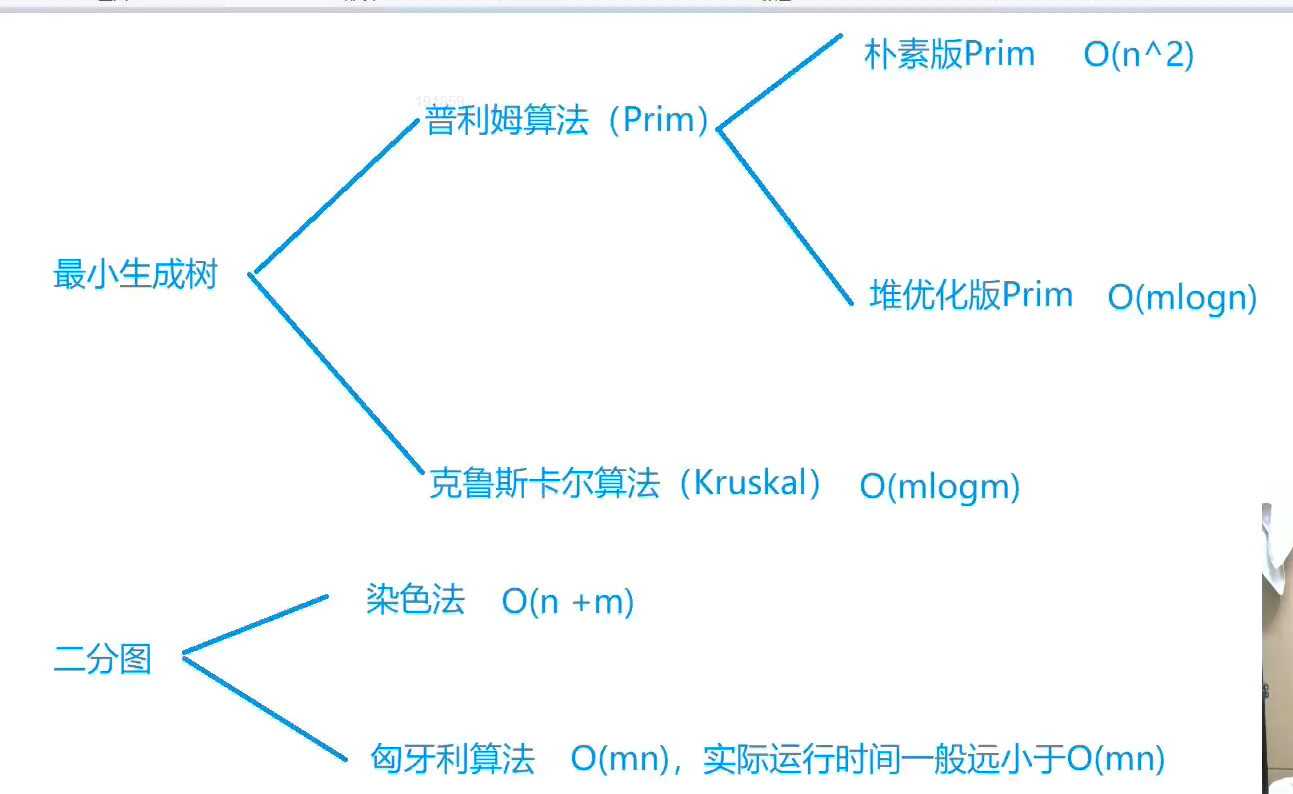 朴素版Prim O(n^2)
普利姆算法（Prim）
最小生成树
堆优化版Prim O(mlogn)
克鲁斯卡尔算法（Kruskal） O(mlogm)
染色法 O(n +m)
二分图
匈牙利算法 O(mn)，实际运行时间一般远小于O(mn)